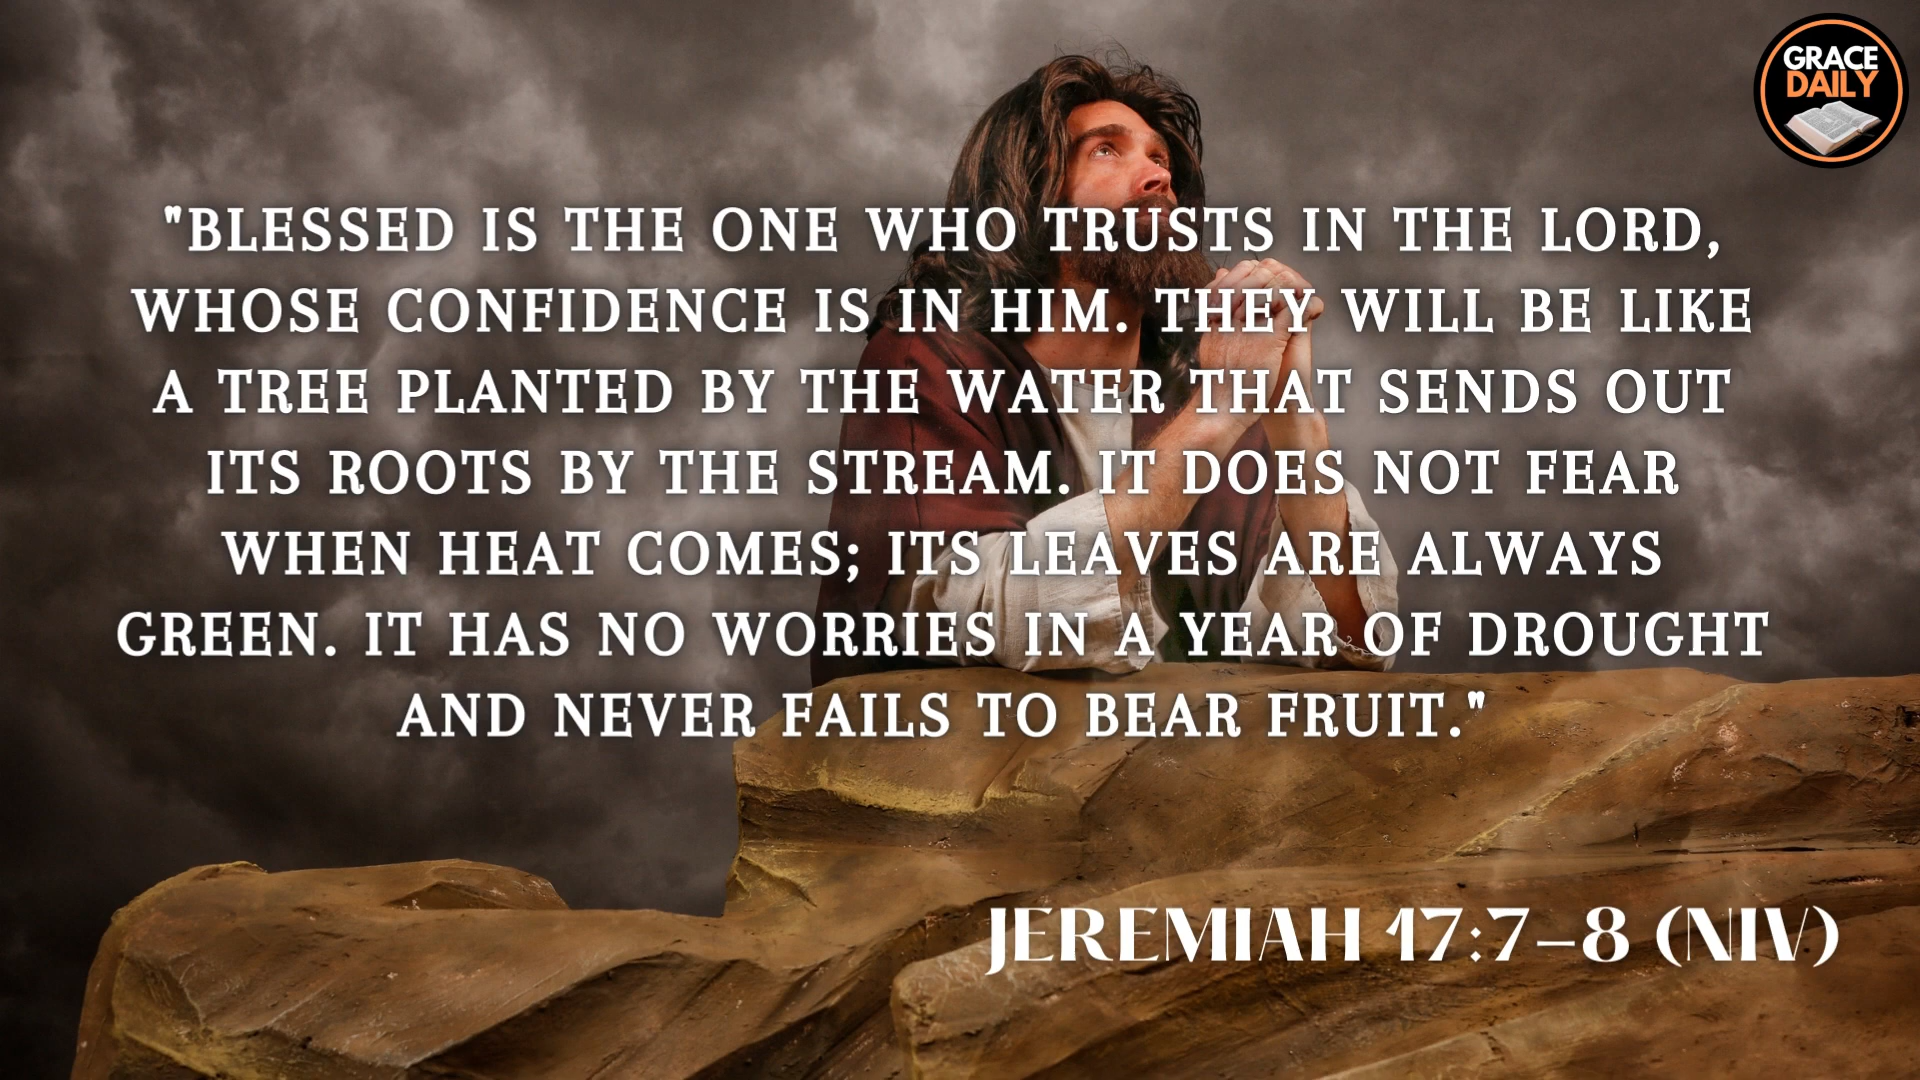 GRACE
DAILY
"BLESSED IS THE ONE WHO TRUSTS IN THE LORD,
WHOSE CONFIDENCE IS IN HIM. THEY WILL BE LIKE
A TREE PLANTED BY THE WATER THAT SENDS OUT
ITS ROOTS BY THE STREAM. IT DOES NOT FEAR
WHEN HEAT COMES; ITS LEAVES ARE ALWAYS
GREEN. IT HAS NO WORRIES IN A YEAR OF DROUGHT
AND NEVER FAILS TO BEAR FRUIT."
JEREMIAH 17:7–8 (NIV)